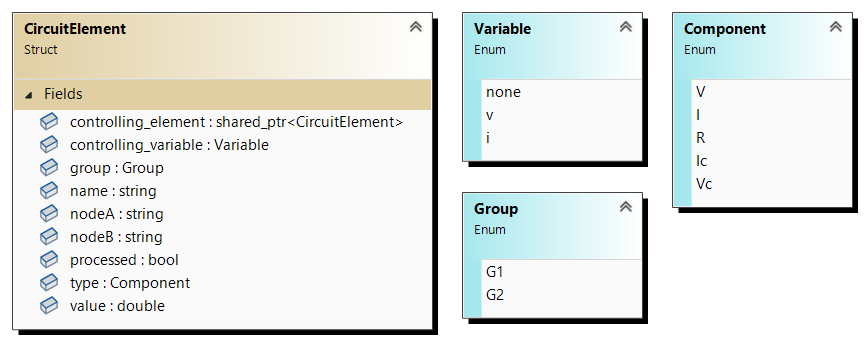 CircuitElement
Struct
Fields
controlling_element : shared_ptr<CircuitElement>
controlling_variable : Variable
group : Group
name : string
nodeA : string
nodeB : string
processed : bool
type : Component
value : double
Variable
Enum
none
v
i
Group
Enum
G1
G2
Component
Enum
V
I
R
Ic
Vc